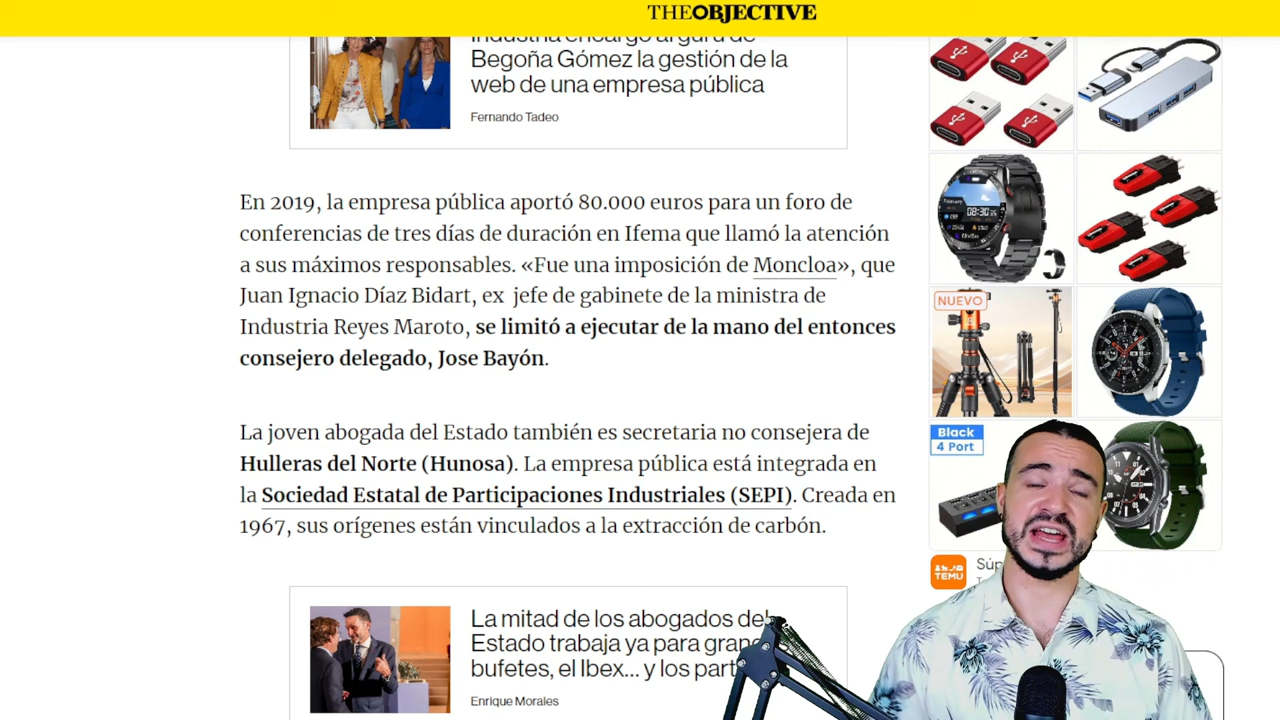 THEOBJECTIVE
Industria encargó al gurú de
Begoña Gómez la gestión de la
web de una empresa pública
Fernando Tadeo
En 2019, la empresa pública aportó 80.000 euros para un foro de
conferencias de tres días de duración en Ifema que llamó la atención
a sus máximos responsables. «Fue una imposición de Moncloa», que
Juan Ignacio Díaz Bidart, ex jefe de gabinete de la ministra de
Industria Reyes Maroto, se limitó a ejecutar de la mano del entonces
consejero delegado, Jose Bayón.
La joven abogada del Estado también es secretaria no consejera de
Hulleras del Norte (Hunosa). La empresa pública está integrada en
la Sociedad Estatal de Participaciones Industriales (SEPI). Creada en
1967, sus orígenes están vinculados a la extracción de carbón.
La mitad de los abogados del
Estado trabaja ya para gran
bufetes, el Ibex... y los part
Enrique Morales
08:30
NUEVO
Black
4 Port
TEMU
Súp